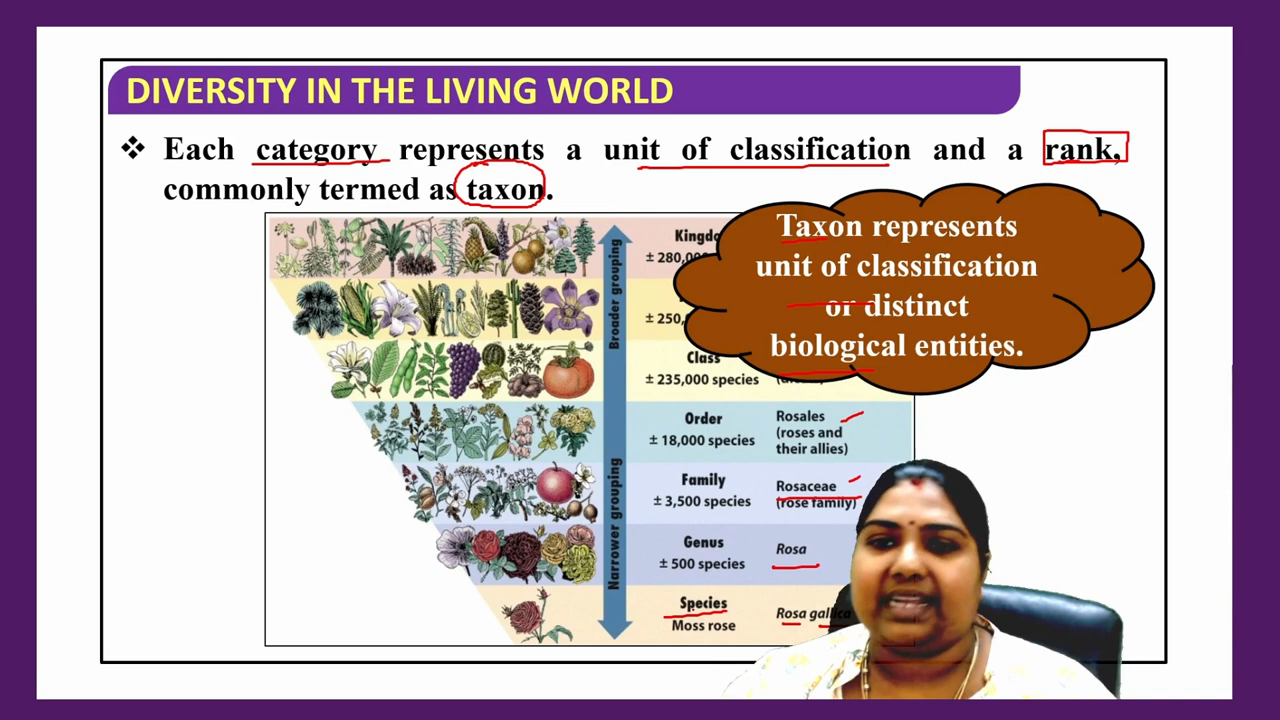 DIVERSITY IN THE LIVING WORLD
❖ Each category represents a unit of classification and a rank,
commonly termed as taxon.
Taxon represents
unit of classification
or distinct
biological entities.
Broader grouping
Narrower grouping
Class
± 235,000 species
Order
± 18,000 species
Rosales
(roses and
their allies)
Family
± 3,500 species
Rosaceae
(rose family)
Genus
± 500 species
Rosa
Species
Moss rose
Rosa gallica